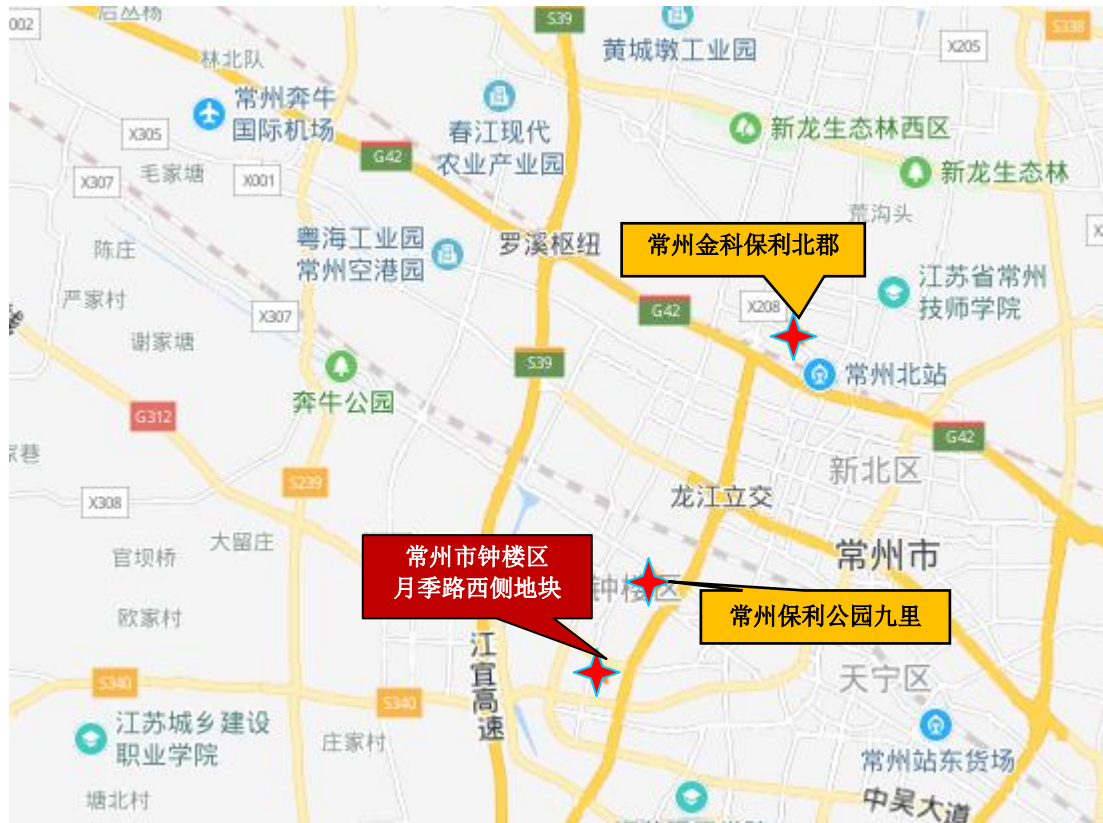 002
后丘杨
S39
黄城墩工业园
X205
S338
林北队
常州奔牛
国际机场
X305
春江现代
农业产业园
新龙生态林西区
G42
毛家塘
X307
X001
新龙生态林
荒沟头
陈庄
粤海工业园
常州空港园
罗溪枢纽
常州金科保利北郡
江苏省常州
技师学院
严家村
X307
G42
X208
谢家塘
S39
常州北站
奔牛公园
G312
G42
家巷
新北区
S239
X308
龙江立交
大留庄
官坝桥
常州市
常州市钟楼区
月季路西侧地块
钟楼区
常州保利公园九里
欧家村
江宜高速
天宁区
S340
S340
江苏城乡建设
职业学院
庄家村
常州站东货场
塘北村
中吴大道